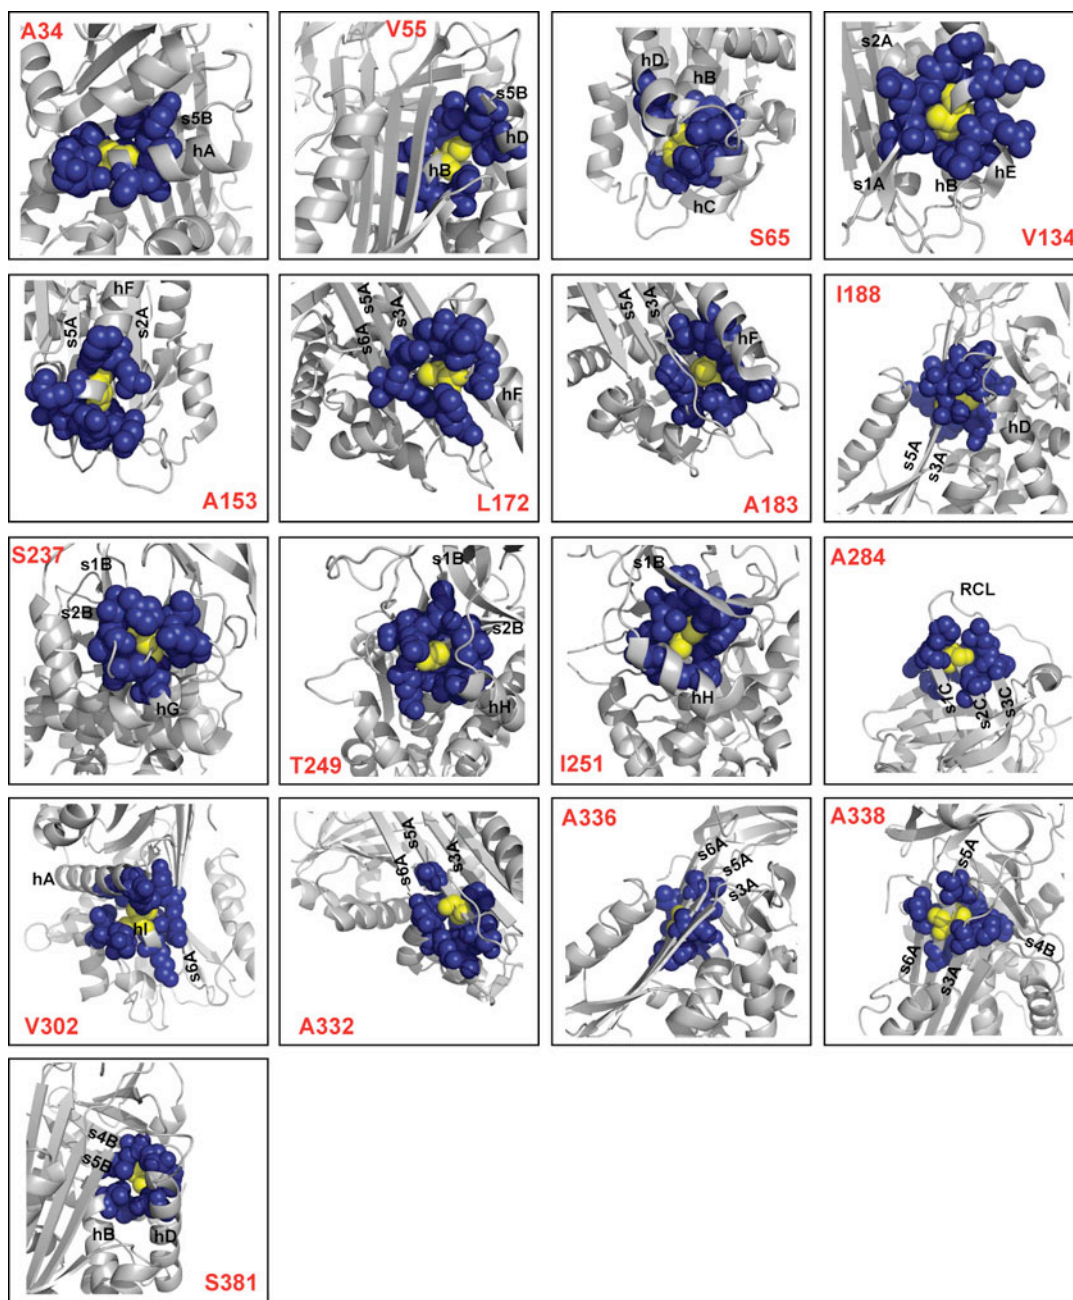 A34
s5B
hA
V55
s5B
hD
hB
hD
hB
hC
S65
s2A
s1A
hB
hE
V134
hF
s5A
s2A
A153
s5A
s3A
s6A
hF
L172
s5A
s3A
hF
A183
I188
hD
s5A
s3A
S237
s1B
s2B
hG
s1B
s2B
hH
T249
s1B
hH
I251
A284
RCL
s1C
s2C
s3C
hA
hI
s6A
V302
s5A
s3A
s6A
A332
A336
s6A
s5A
s3A
A338
s5A
s4B
s6A
s3A
s4B
s5B
hB
hD
S381